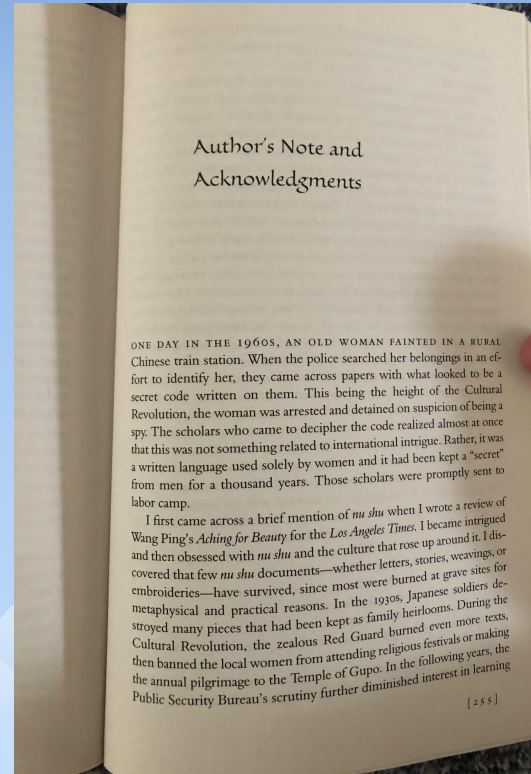 Author's Note and
Acknowledgments
ONE DAY IN THE 1960S, AN OLD WOMAN FAINTED IN A RURAL
Chinese train station. When the police searched her belongings in an ef-
fort to identify her, they came across papers with what looked to be a
secret code written on them. This being the height of the Cultural
Revolution, the woman was arrested and detained on suspicion of being a
spy. The scholars who came to decipher the code realized almost at once
that this was not something related to international intrigue. Rather, it was
a written language used solely by women and it had been kept a “secret”
from men for a thousand years. Those scholars were promptly sent to
labor camp.
I first came across a brief mention of nu shu when I wrote a review of
Wang Ping's Aching for Beauty for the Los Angeles Times. I became intrigued
and then obsessed with nu shu and the culture that rose up around it. I dis-
covered that few nu shu documents—whether letters, stories, weavings, or
embroideries—have survived, since most were burned at grave sites for
metaphysical and practical reasons. In the 1930s, Japanese soldiers de-
stroyed many pieces that had been kept as family heirlooms. During the
Cultural Revolution, the zealous Red Guard burned even more texts,
then banned the local women from attending religious festivals or making
the annual pilgrimage to the Temple of Gupo. In the following years, the
Public Security Bureau's scrutiny further diminished interest in learning
[255]